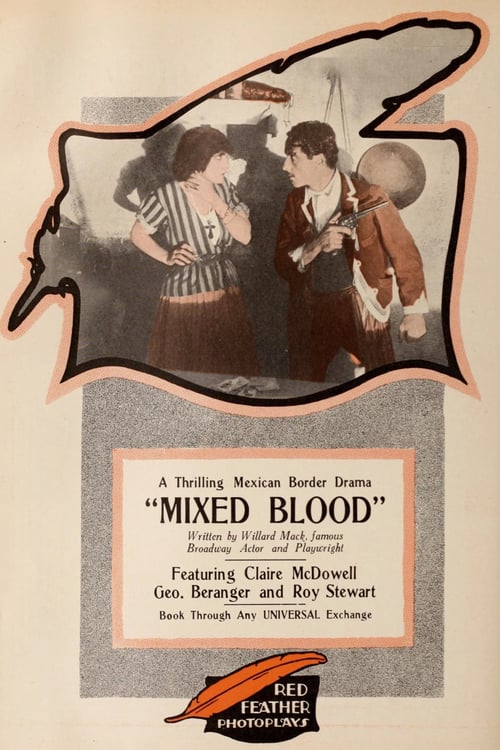 A Thrilling Mexican Border Drama
"MIXED BLOOD"
Written by Willard Mack, famous
Broadway Actor and Playwright
Featuring Claire McDowell
Geo. Beranger and Roy Stewart
Book Through Any UNIVERSAL Exchange
RED
FEATHER
PHOTOPLAYS